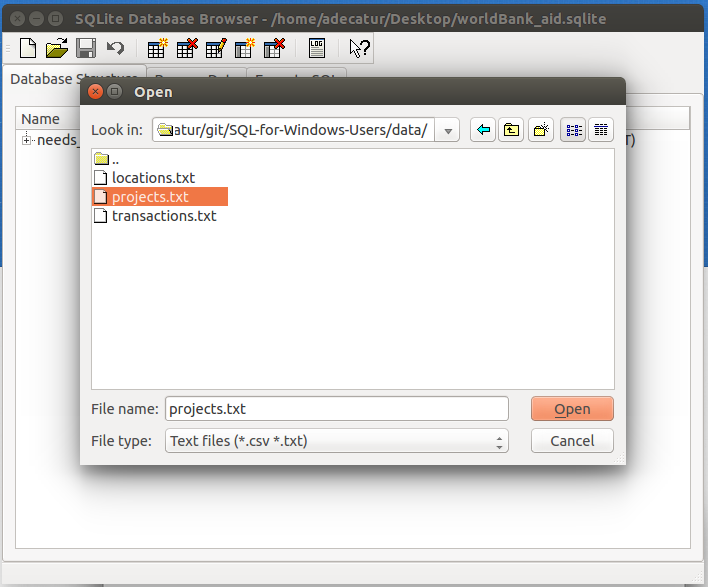 SQLite Database Browser - /home/adecatur/Desktop/worldBank_aid.sqlite
LOG
Database Structure
Open
Name
Look in:
atur/git/SQL-for-Windows-Users/data/
needs_
T)
..
locations.txt
projects.txt
transactions.txt
File name:
projects.txt
Open
File type:
Text files (*.csv *.txt)
Cancel